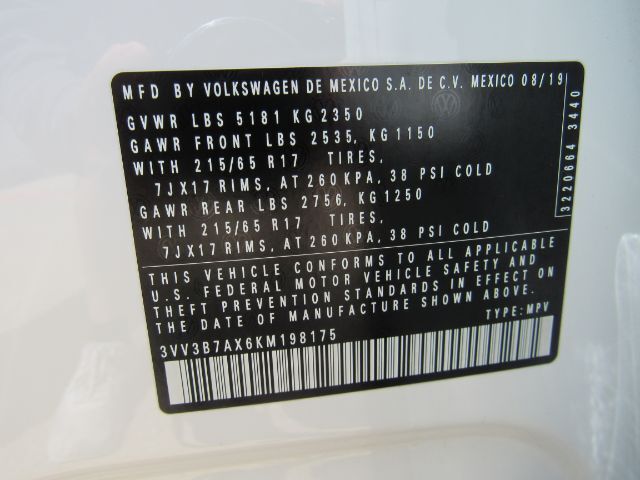 MFD BY VOLKSWAGEN DE MEXICO S.A. DE C.V. MEXICO 08/19
GVWR LBS 5181 KG 2350
GAWR FRONT LBS 2535, KG 1150
WITH 215/65 R17 TIRES,
7JX17 RIMS, AT 260 KPA, 38 PSI COLD
GAWR REAR LBS 2756, KG 1250
WITH 215/65 R17 TIRES,
7JX17 RIMS, AT 260 KPA, 38 PSI COLD
THIS VEHICLE CONFORMS TO ALL APPLICABLE
U.S. FEDERAL MOTOR VEHICLE SAFETY AND
THEFT PREVENTION STANDARDS IN EFFECT ON
THE DATE OF MANUFACTURE SHOWN ABOVE.
3VV3B7AX6KM198175 TYPE: MPV
3220664 3440